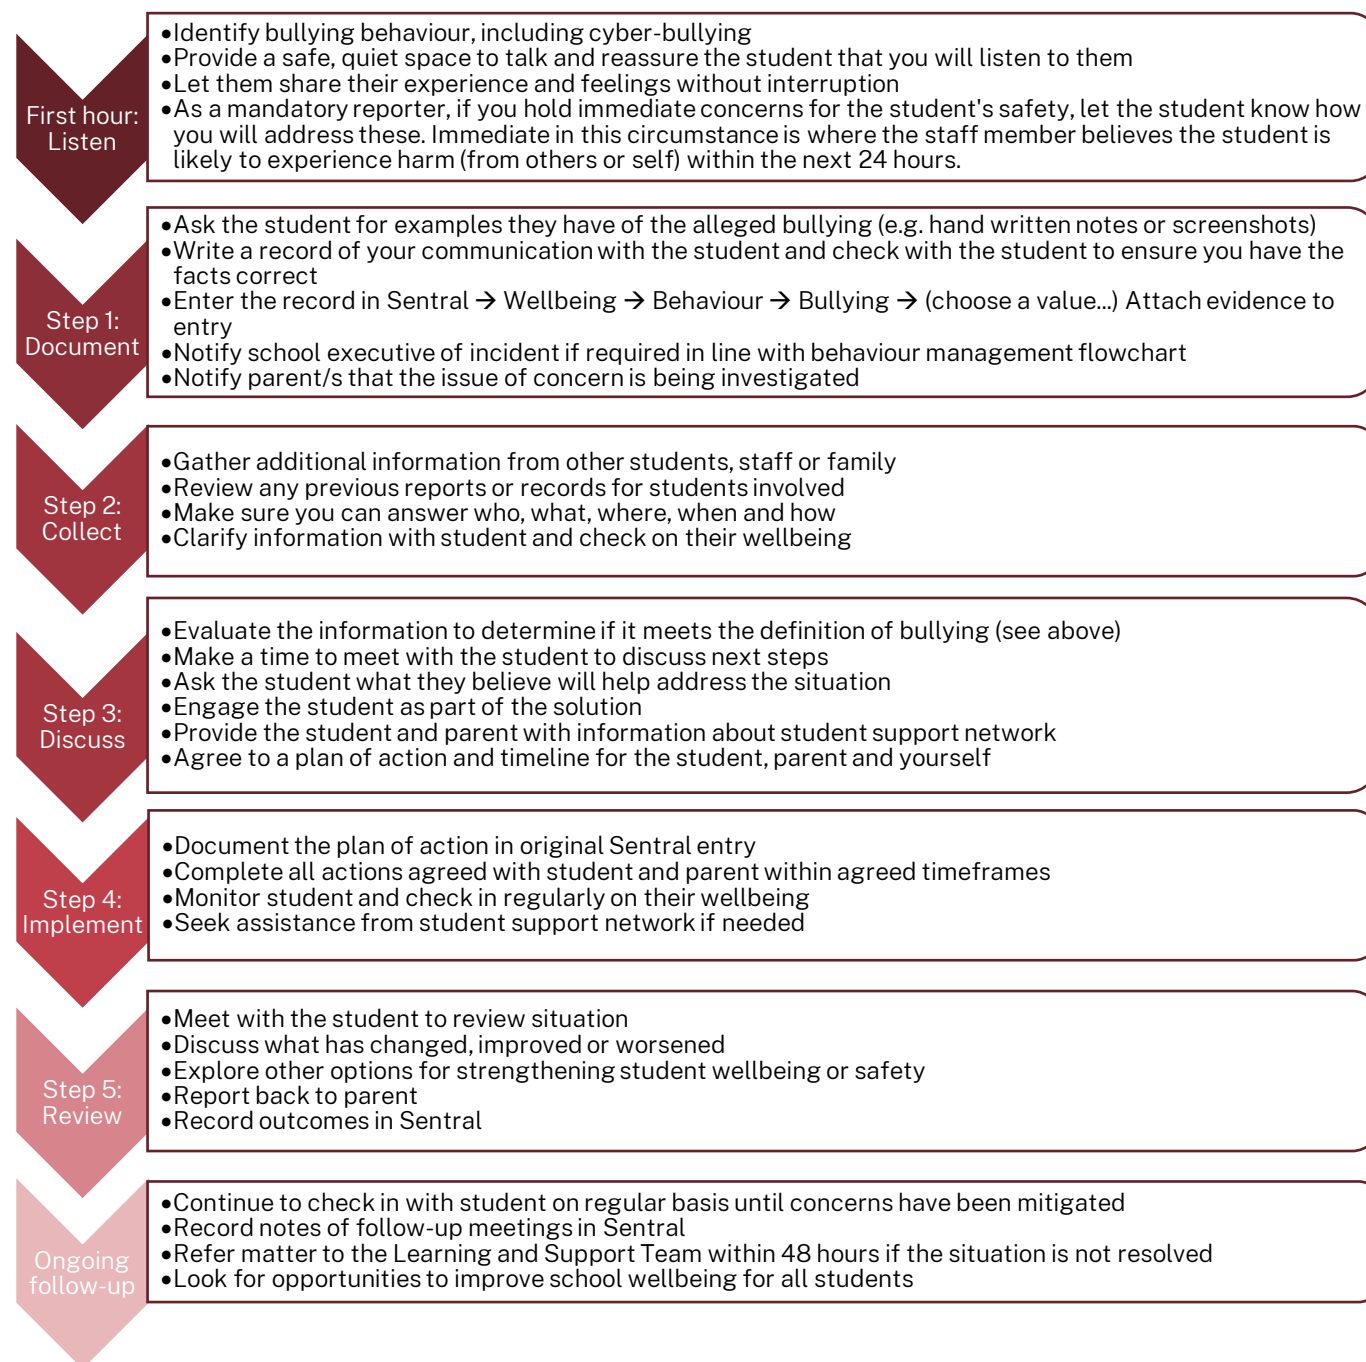 First hour:
Listen
•Identify bullying behaviour, including cyber-bullying
•Provide a safe, quiet space to talk and reassure the student that you will listen to them
•Let them share their experience and feelings without interruption
•As a mandatory reporter, if you hold immediate concerns for the student's safety, let the student know how
you will address these. Immediate in this circumstance is where the staff member believes the student is
likely to experience harm (from others or self) within the next 24 hours.
Step 1:
Document
•Ask the student for examples they have of the alleged bullying (e.g. hand written notes or screenshots)
•Write a record of your communication with the student and check with the student to ensure you have the
facts correct
•Enter the record in Sentral → Wellbeing → Behaviour → Bullying → (choose a value...) Attach evidence to
entry
•Notify school executive of incident if required in line with behaviour management flowchart
•Notify parent/s that the issue of concern is being investigated
Step 2:
Collect
•Gather additional information from other students, staff or family
•Review any previous reports or records for students involved
•Make sure you can answer who, what, where, when and how
•Clarify information with student and check on their wellbeing
Step 3:
Discuss
•Evaluate the information to determine if it meets the definition of bullying (see above)
•Make a time to meet with the student to discuss next steps
•Ask the student what they believe will help address the situation
•Engage the student as part of the solution
•Provide the student and parent with information about student support network
•Agree to a plan of action and timeline for the student, parent and yourself
Step 4:
Implement
•Document the plan of action in original Sentral entry
•Complete all actions agreed with student and parent within agreed timeframes
•Monitor student and check in regularly on their wellbeing
•Seek assistance from student support network if needed
Step 5:
Review
•Meet with the student to review situation
•Discuss what has changed, improved or worsened
•Explore other options for strengthening student wellbeing or safety
•Report back to parent
•Record outcomes in Sentral
Ongoing
follow-up
•Continue to check in with student on regular basis until concerns have been mitigated
•Record notes of follow-up meetings in Sentral
•Refer matter to the Learning and Support Team within 48 hours if the situation is not resolved
•Look for opportunities to improve school wellbeing for all students